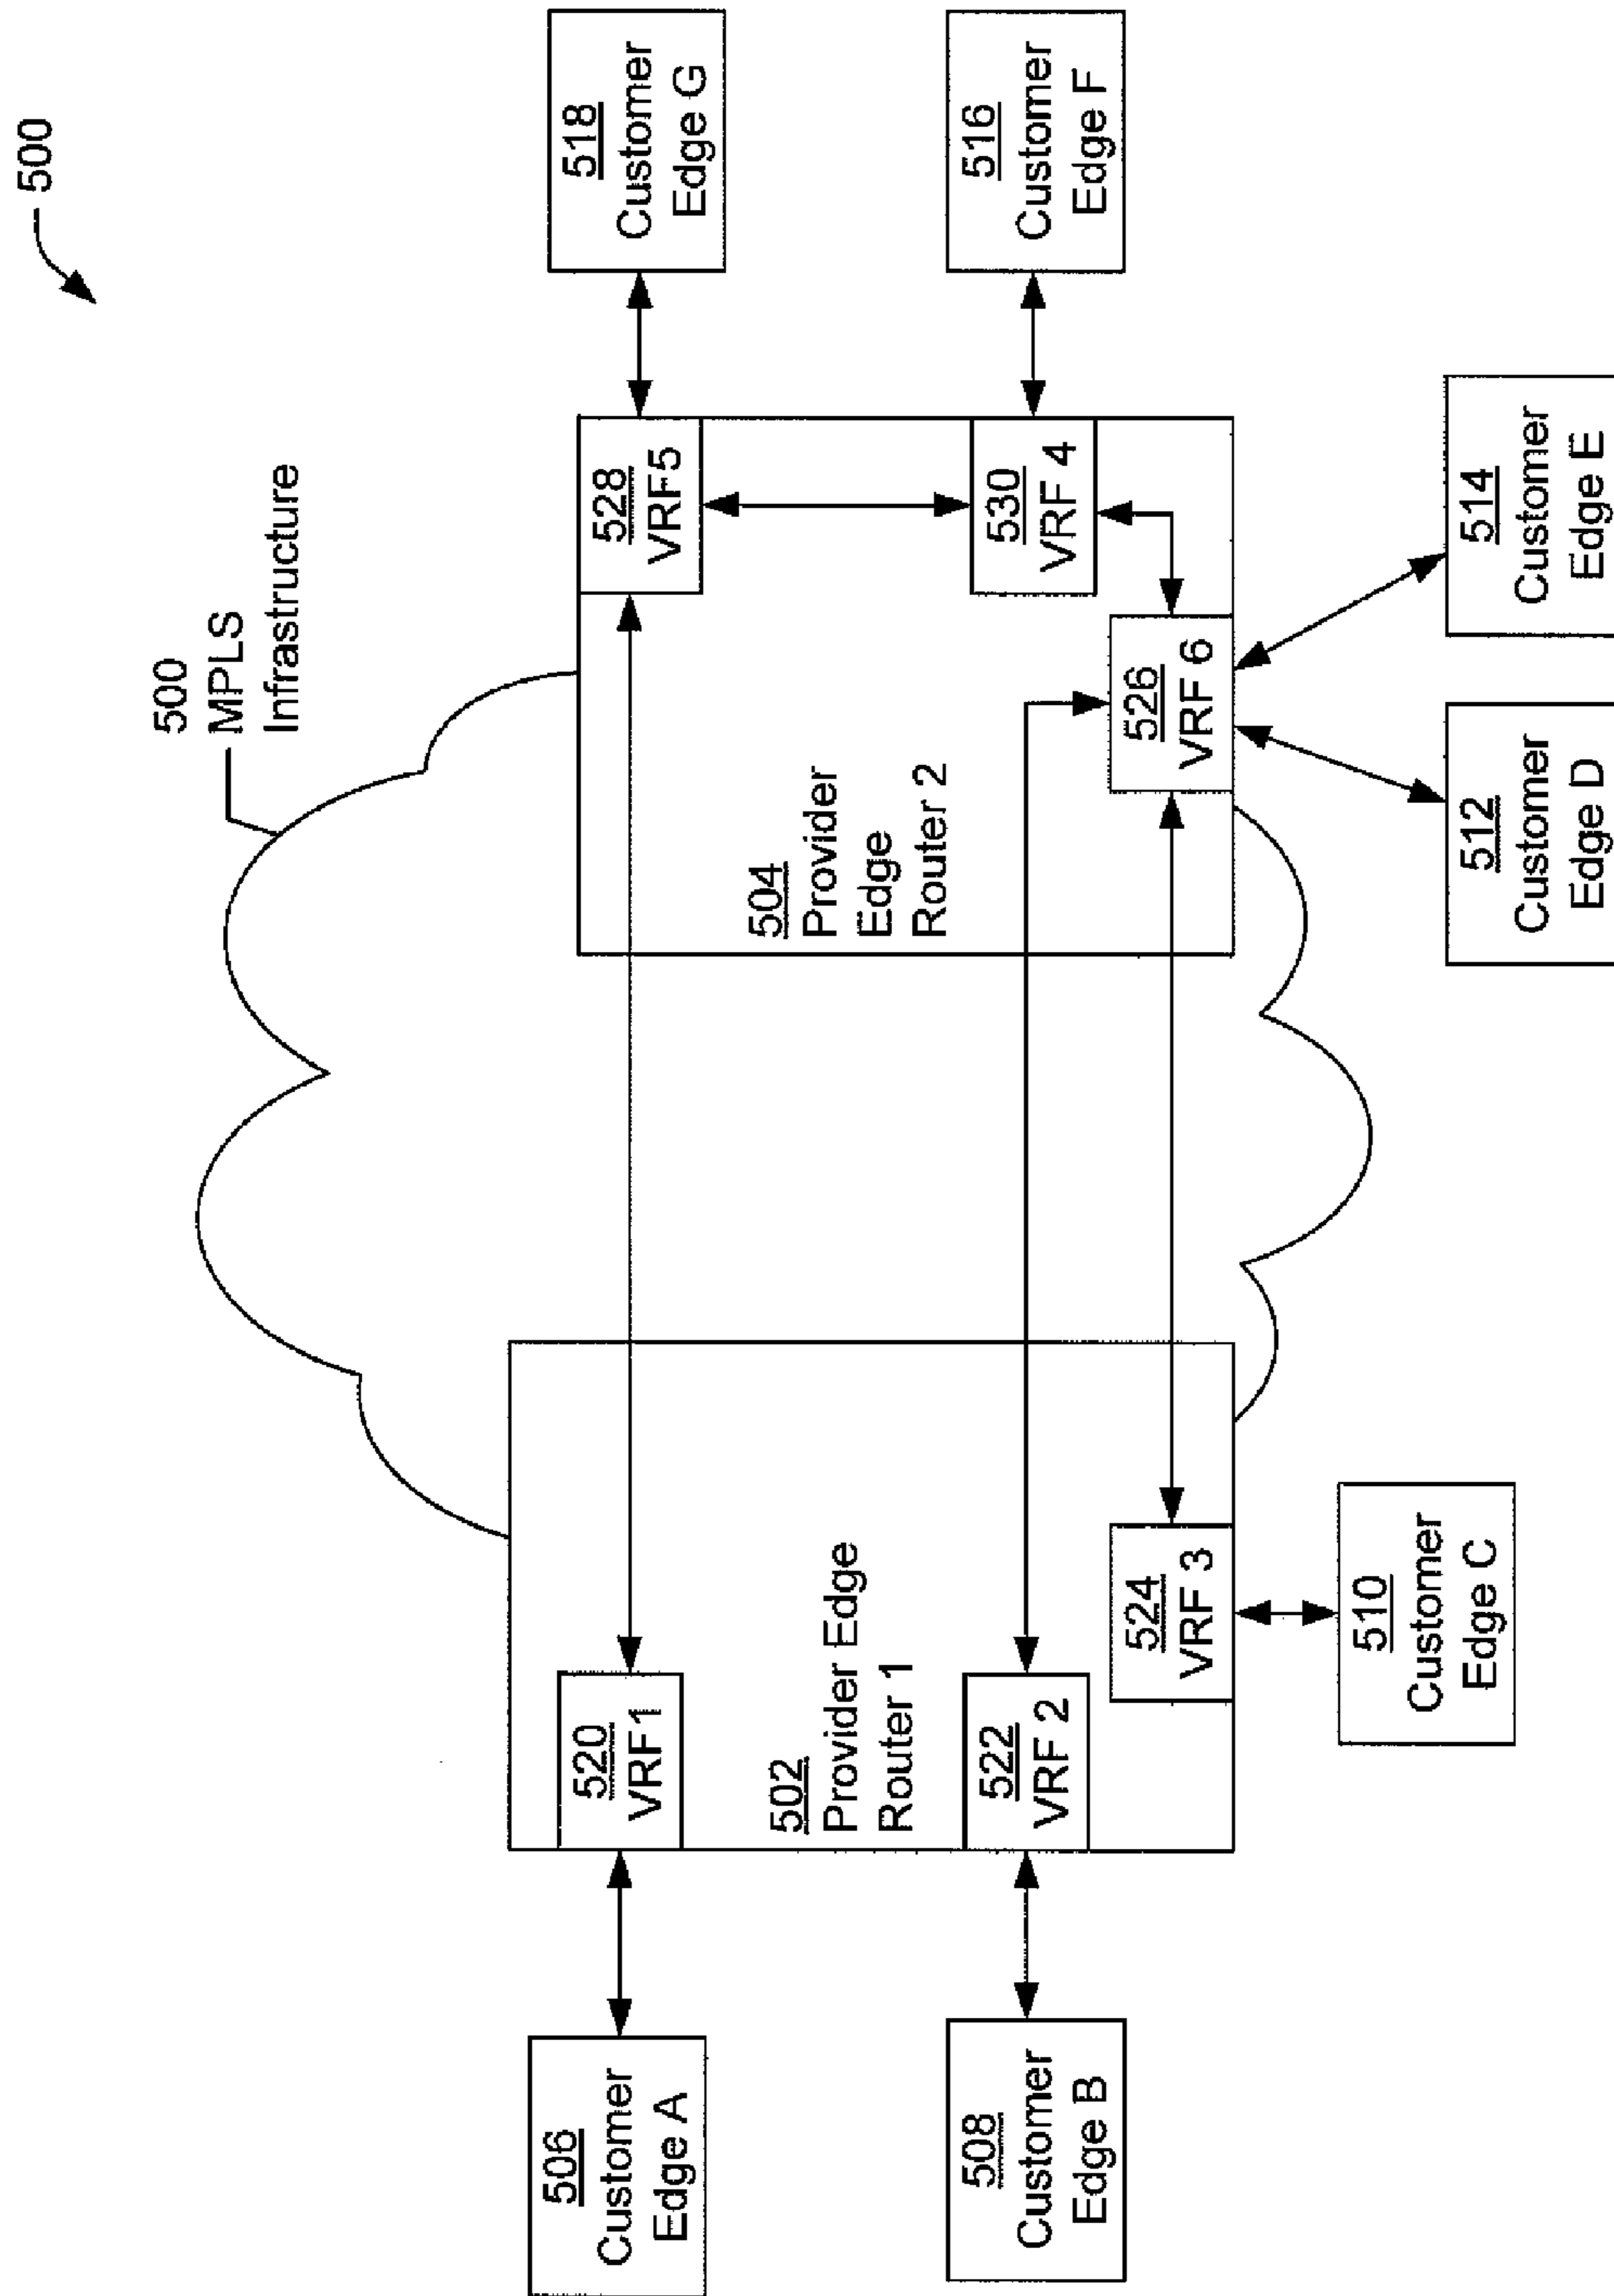 500
500
MPLS
Infrastructure
506
Customer
Edge A
520
VRF1
528
VRF5
518
Customer
Edge G
502
Provider Edge
Router 1
504
Provider
Edge
Router 2
508
Customer
Edge B
522
VRF 2
530
VRF 4
516
Customer
Edge F
524
VRF 3
526
VRF 6
510
Customer
Edge C
512
Customer
Edge D
514
Customer
Edge E